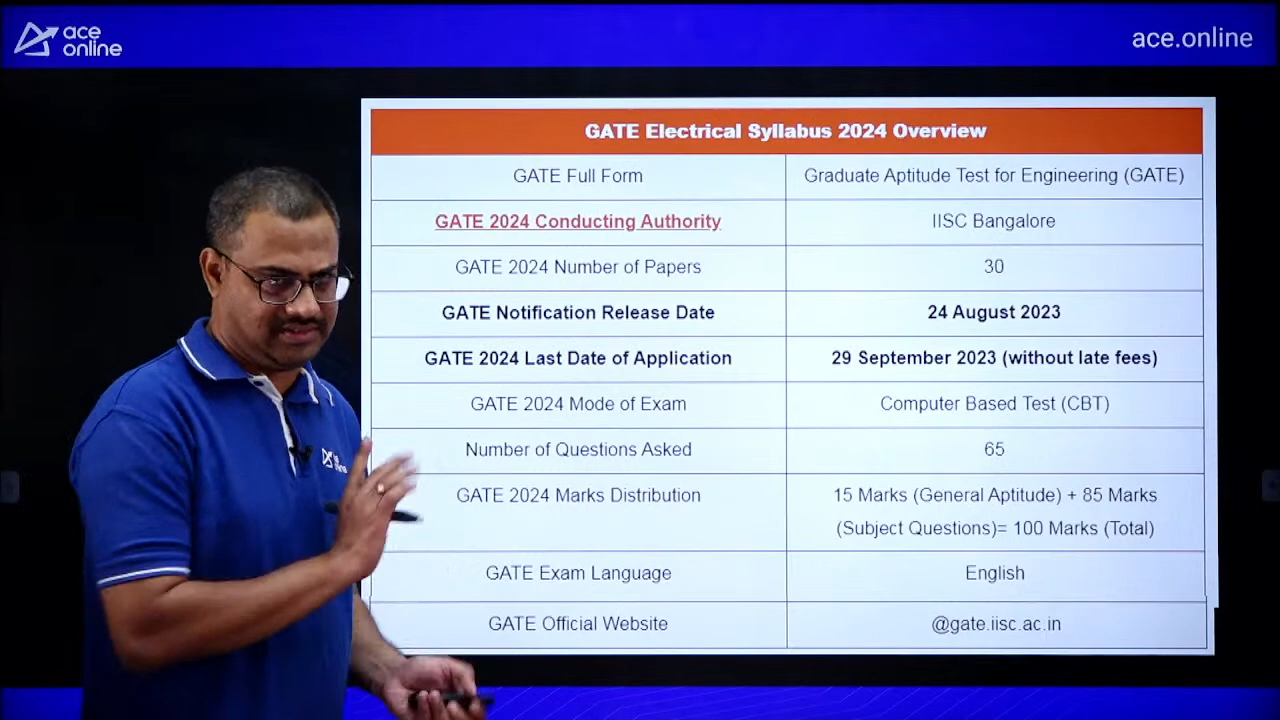 ace
online
ace.online
GATE Electrical Syllabus 2024 Overview
GATE Full Form
Graduate Aptitude Test for Engineering (GATE)
GATE 2024 Conducting Authority
IISC Bangalore
GATE 2024 Number of Papers
30
GATE Notification Release Date
24 August 2023
GATE 2024 Last Date of Application
29 September 2023 (without late fees)
GATE 2024 Mode of Exam
Computer Based Test (CBT)
Number of Questions Asked
65
GATE 2024 Marks Distribution
15 Marks (General Aptitude) + 85 Marks
(Subject Questions)= 100 Marks (Total)
GATE Exam Language
English
GATE Official Website
@gate.iisc.ac.in
ace
online